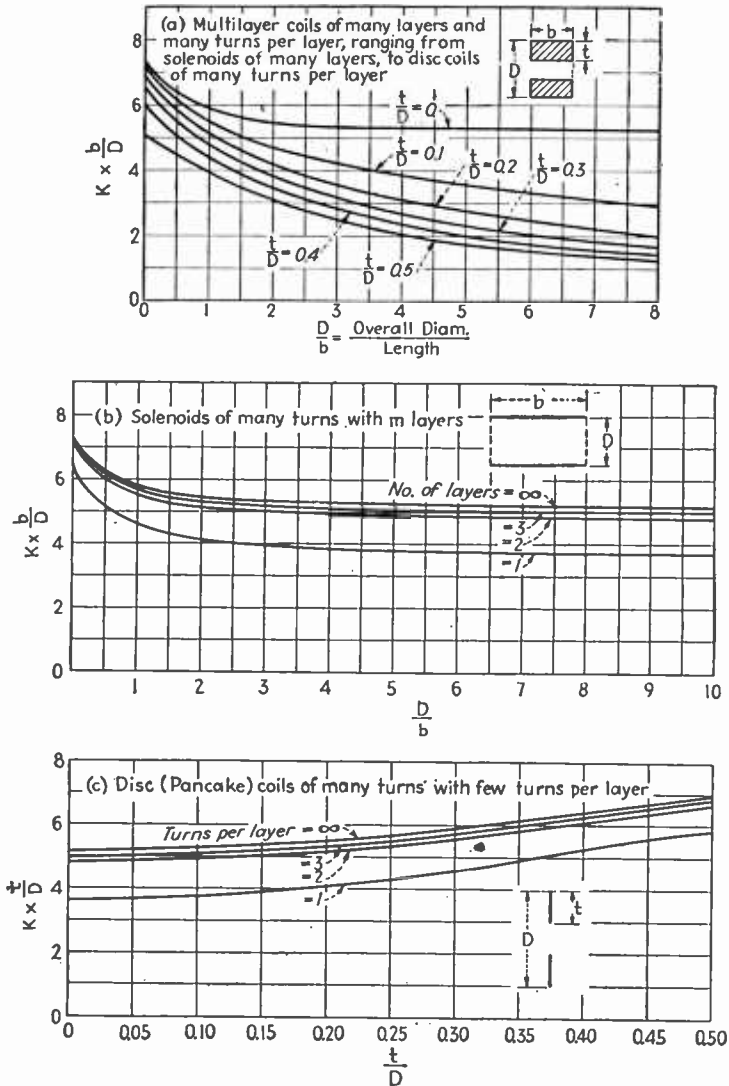 (a) Multilayer coils of many layers and
many turns per layer, ranging from
solenoids of many layers, to disc coils
of many turns per layer
b
D
t
t/D = 0
t/D = 0.1
t/D = 0.2
t/D = 0.3
t/D = 0.4
t/D = 0.5
K × b/D
8
6
4
2
0
0 1 2 3 4 5 6 7 8
D/b = Overall Diam./Length
(b) Solenoids of many turns with m layers
b
D
No. of layers = ∞
= 3
= 2
= 1
K × b/D
8
6
4
2
0
1 2 3 4 5 6 7 8 9 10
D/b
(c) Disc (Pancake) coils of many turns with few turns per layer
Turns per layer = ∞
= 3
= 2
= 1
t
D
K × t/D
8
6
4
2
0
0 0.05 0.10 0.15 0.20 0.25 0.30 0.35 0.40 0.45 0.50
t/D